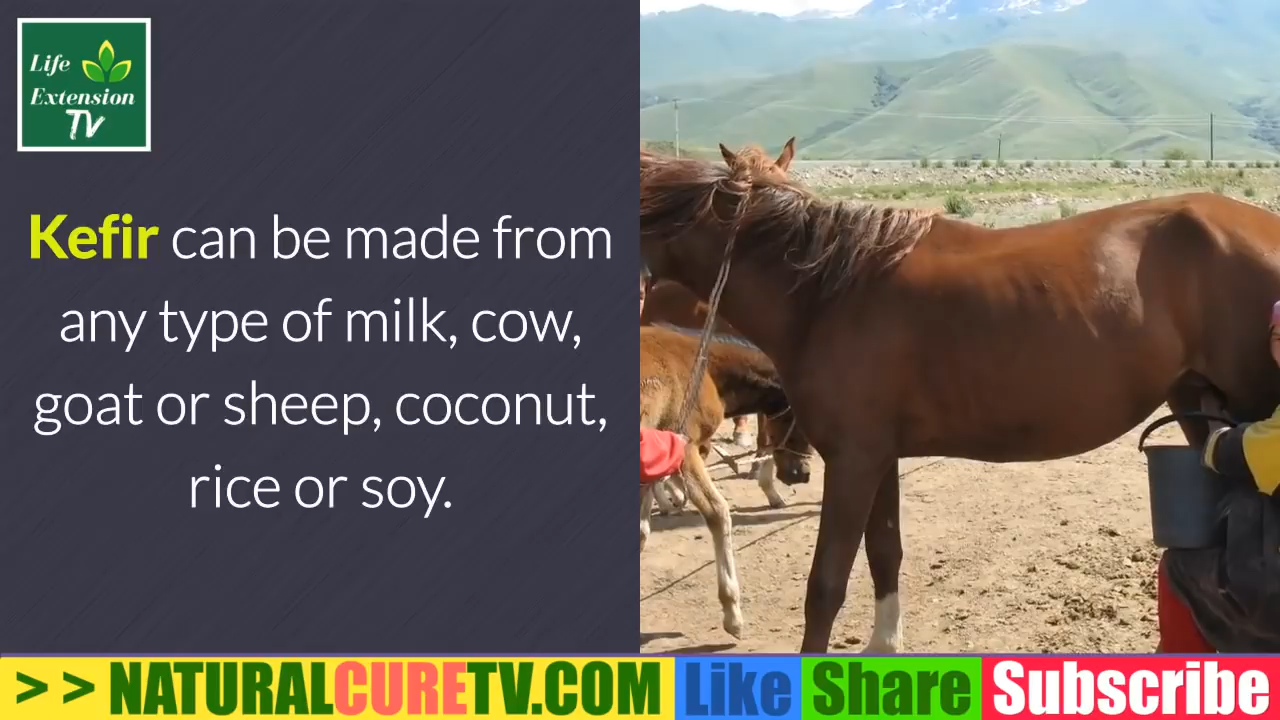 Life
Extension
TV
Kefir can be made from
any type of milk, cow,
goat or sheep, coconut,
rice or soy.
> > NATURALCURETV.COM Like Share Subscribe